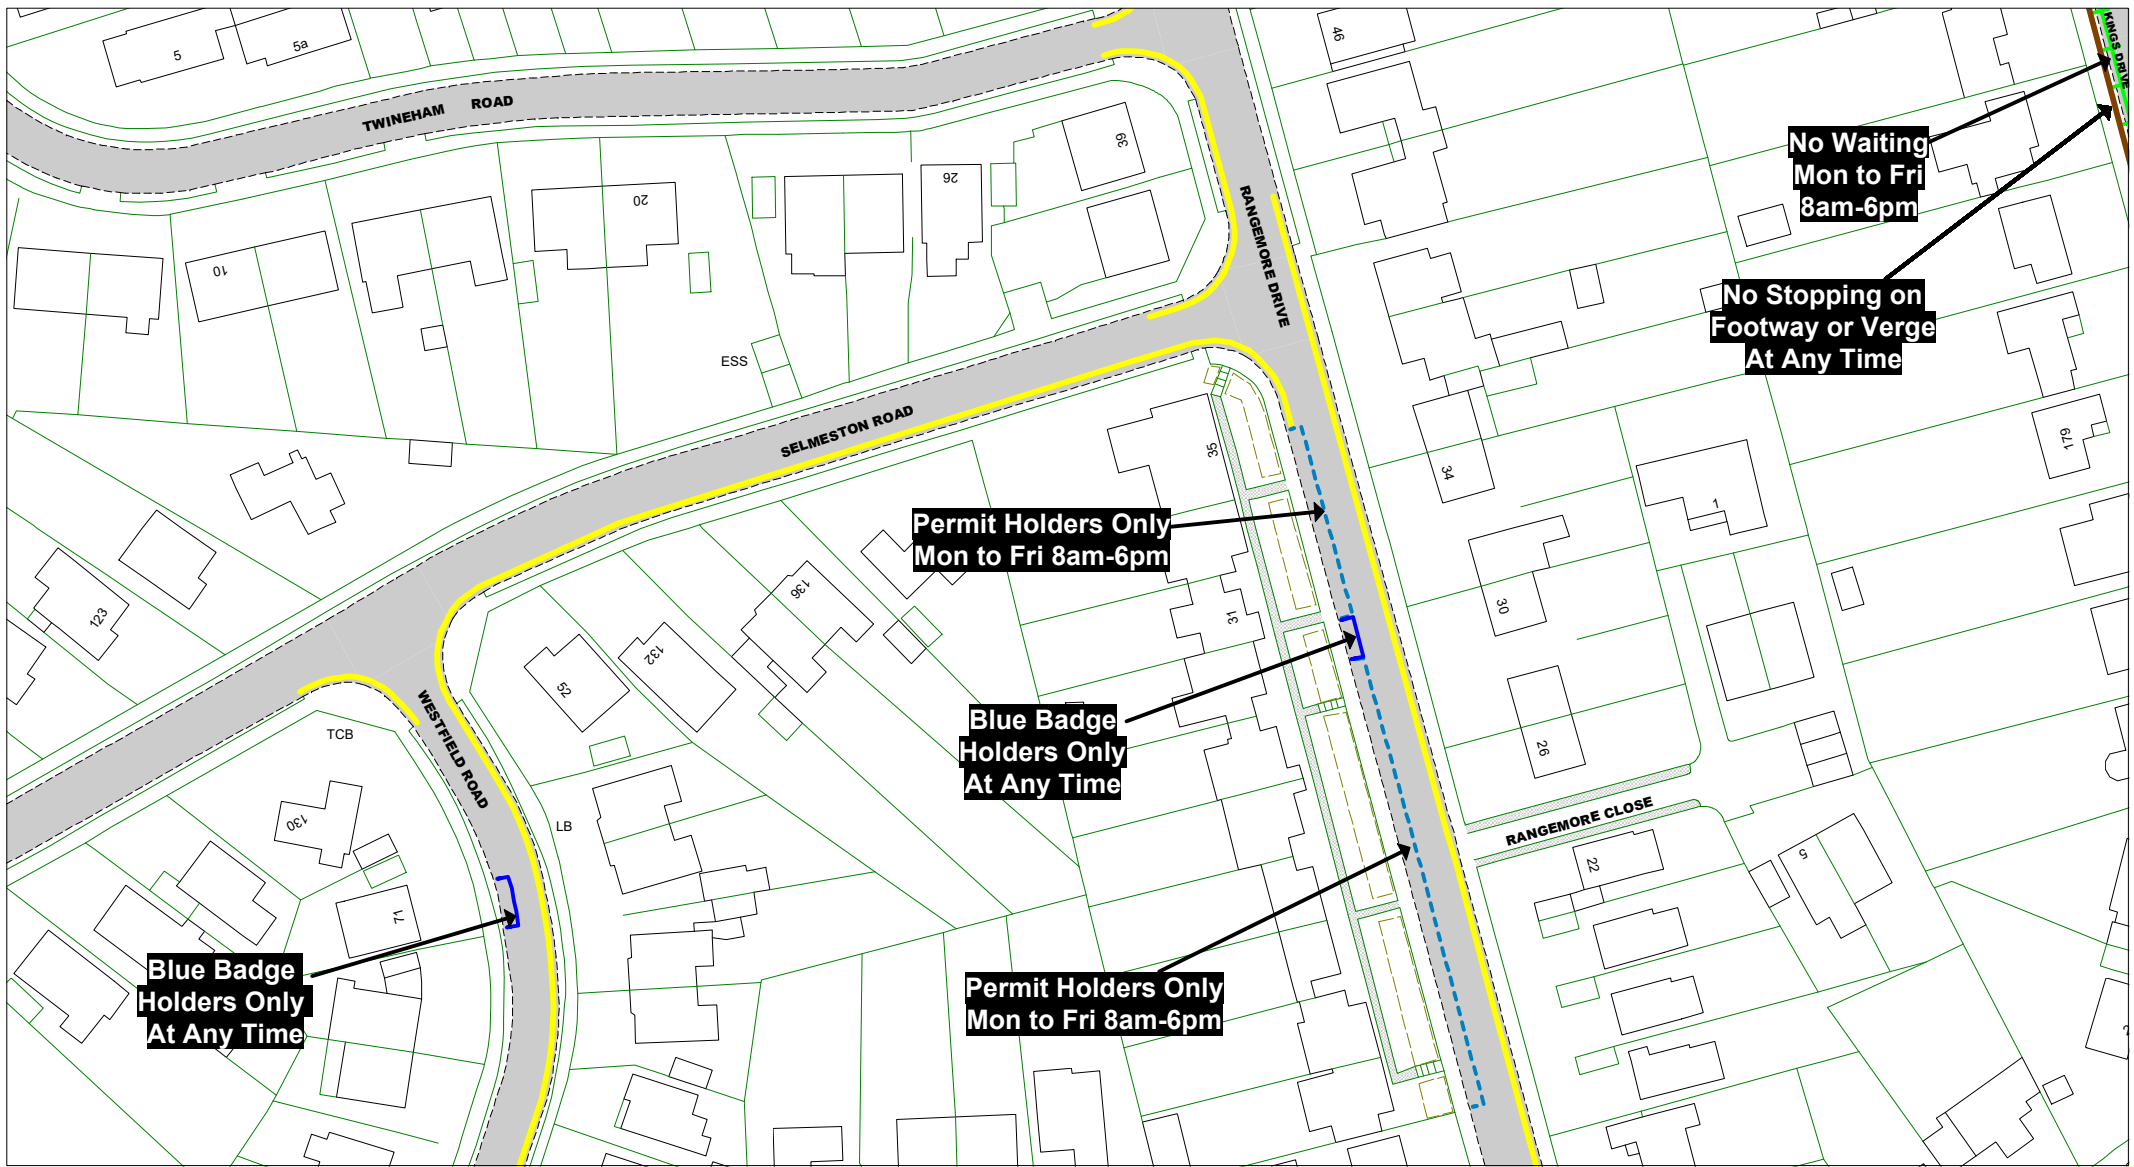 5
5a
46
KINGS DRIVE
TWINEHAM ROAD
39
26
20
10
No Waiting
Mon to Fri
8am-6pm
RANGEMORE DRIVE
No Stopping on
Footway or Verge
At Any Time
ESS
SELMESTON ROAD
35
34
179
1
Permit Holders Only
Mon to Fri 8am-6pm
136
123
31
30
132
52
Blue Badge
Holders Only
At Any Time
TCB
WESTFIELD ROAD
26
130
LB
RANGEMORE CLOSE
22
5
71
Blue Badge
Holders Only
At Any Time
Permit Holders Only
Mon to Fri 8am-6pm